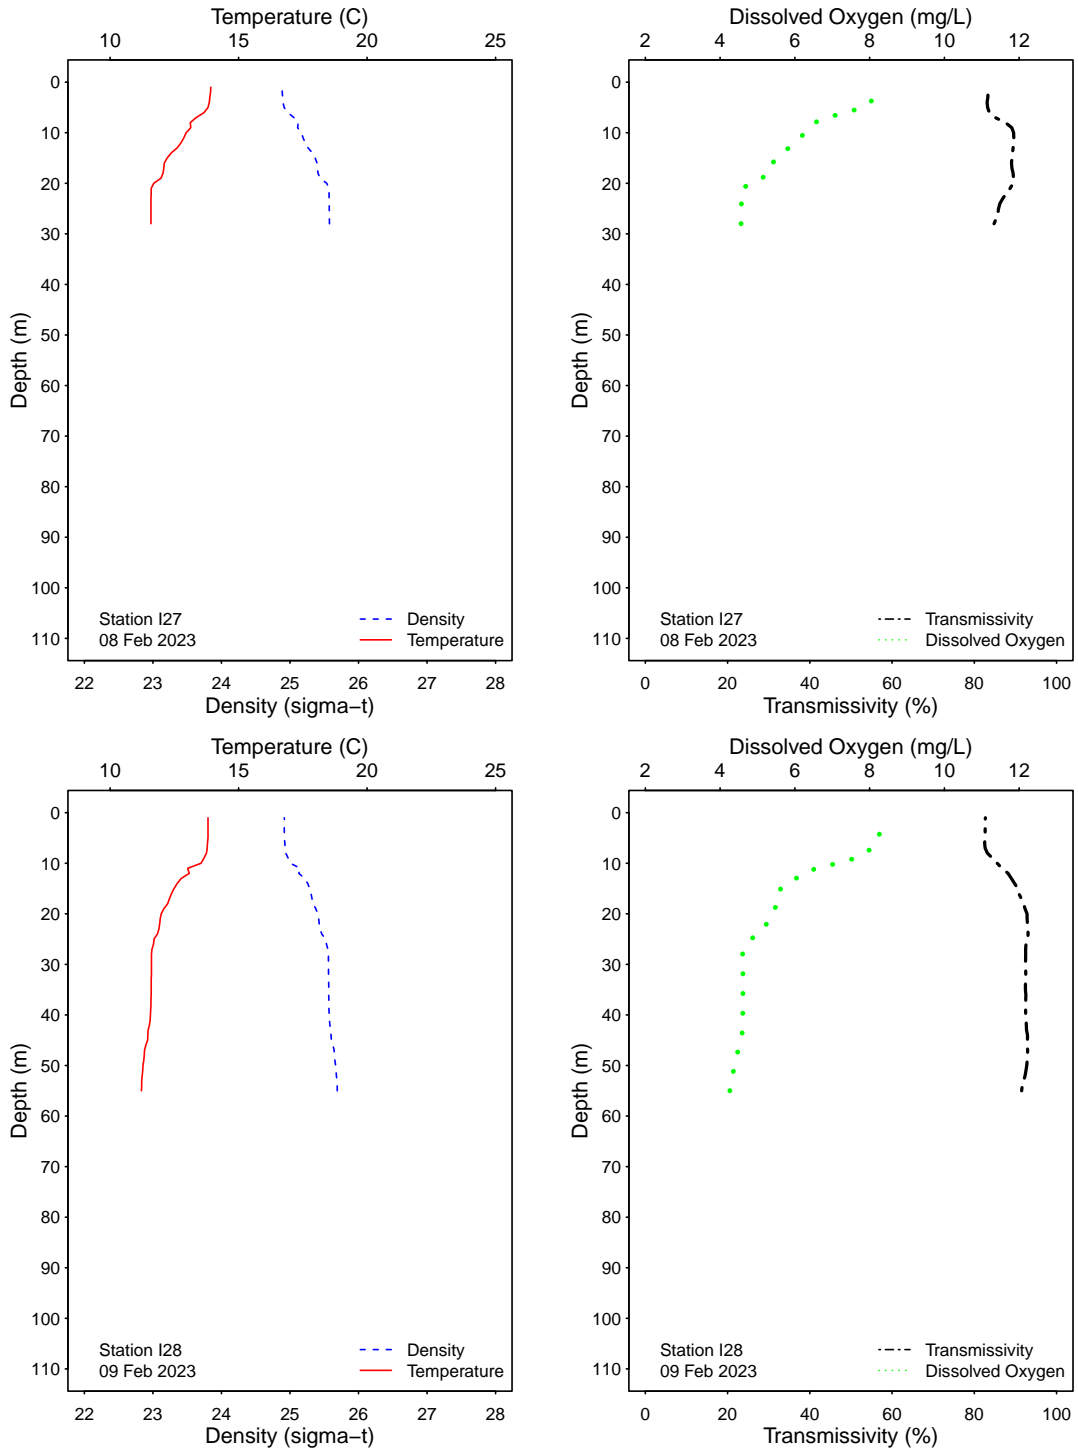 Temperature (C)
10 15 20 25
0
10
20
30
40
50
60
70
80
90
100
110
Depth (m)
Station I27
08 Feb 2023
Density
Temperature
22 23 24 25 26 27 28
Density (sigma−t)
Dissolved Oxygen (mg/L)
2 4 6 8 10 12
0
10
20
30
40
50
60
70
80
90
100
110
Depth (m)
Station I27
08 Feb 2023
Transmissivity
Dissolved Oxygen
0 20 40 60 80 100
Transmissivity (%)
Temperature (C)
10 15 20 25
0
10
20
30
40
50
60
70
80
90
100
110
Depth (m)
Station I28
09 Feb 2023
Density
Temperature
22 23 24 25 26 27 28
Density (sigma−t)
Dissolved Oxygen (mg/L)
2 4 6 8 10 12
0
10
20
30
40
50
60
70
80
90
100
110
Depth (m)
Station I28
09 Feb 2023
Transmissivity
Dissolved Oxygen
0 20 40 60 80 100
Transmissivity (%)